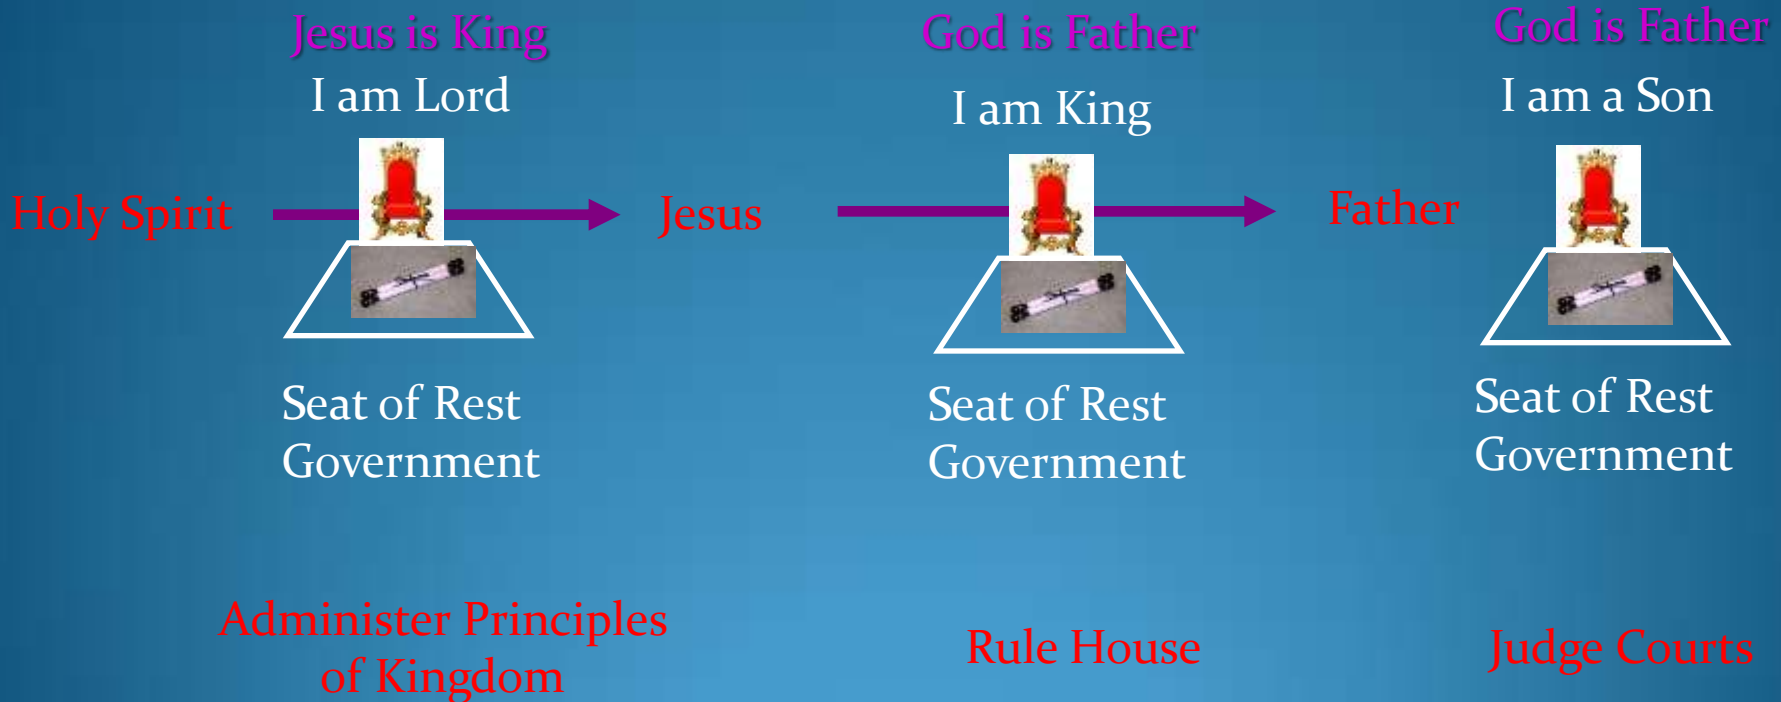 Jesus is King
God is Father
God is Father
I am Lord
I am King
I am a Son
Holy Spirit
Jesus
Father
Seat of Rest
Government
Seat of Rest
Government
Seat of Rest
Government
Administer Principles
of Kingdom
Rule House
Judge Courts